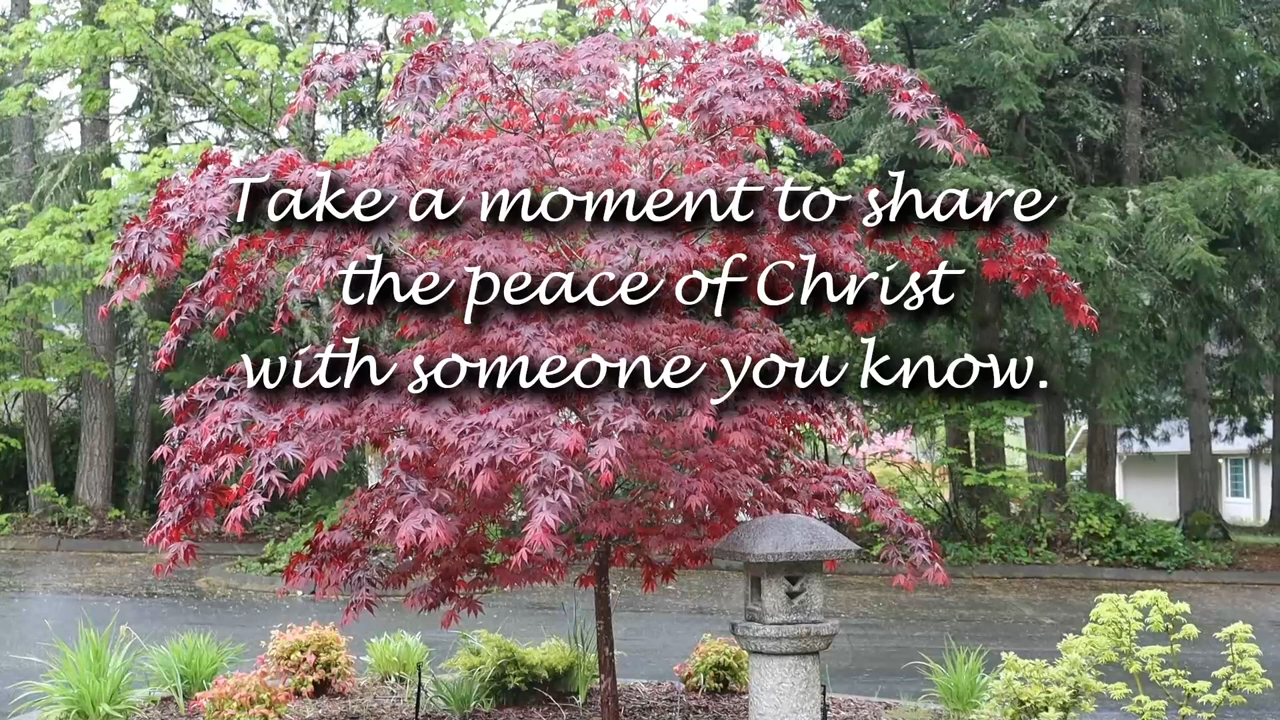 Take a moment to share
the peace of Christ
with someone you know.